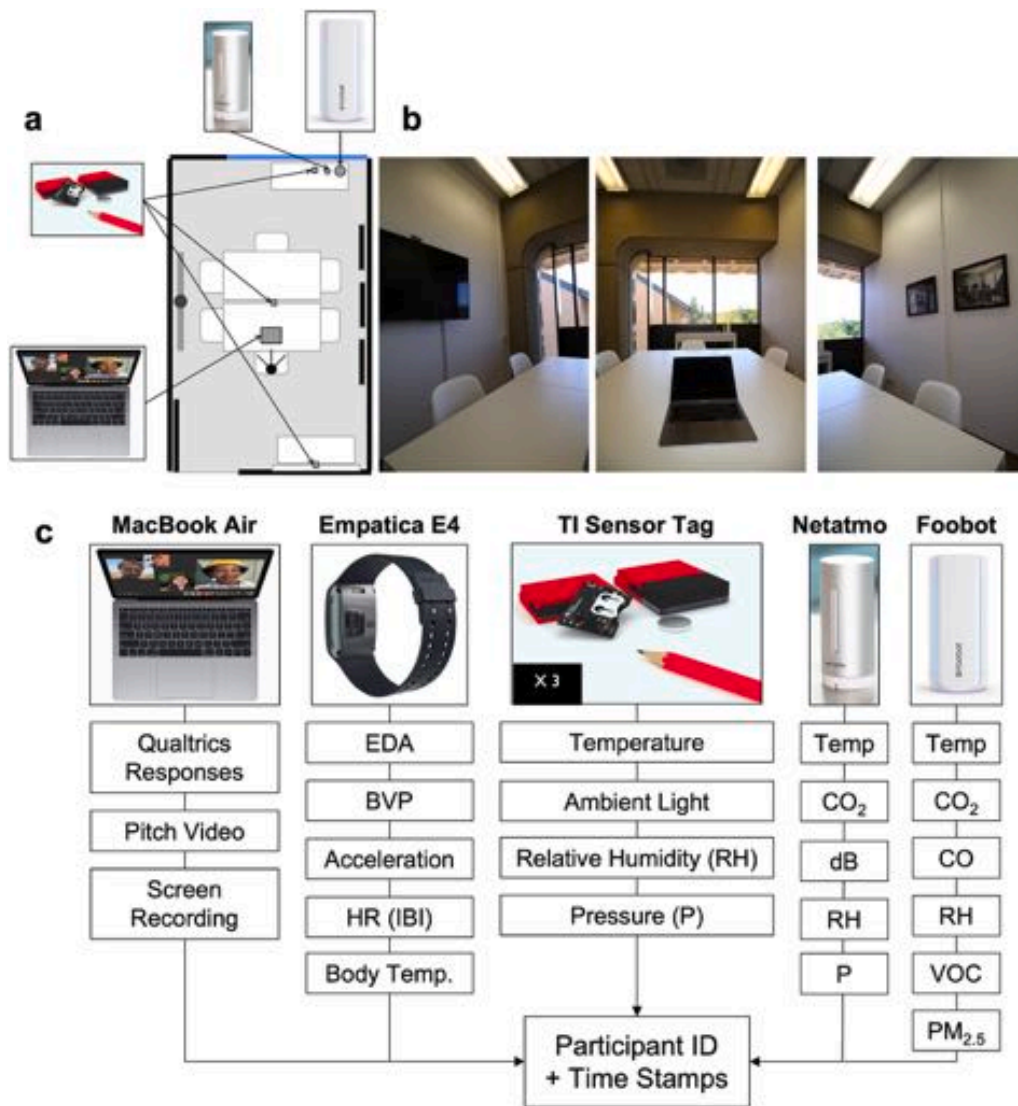 a
b
c
MacBook Air
Empatica E4
TI Sensor Tag
Netatmo
Foobot
X 3
Qualtrics
Responses
Pitch Video
Screen
Recording
EDA
BVP
Acceleration
HR (IBI)
Body Temp.
Temperature
Ambient Light
Relative Humidity (RH)
Pressure (P)
Temp
CO₂
dB
RH
P
Temp
CO₂
CO
RH
VOC
PM₂.₅
Participant ID
+ Time Stamps